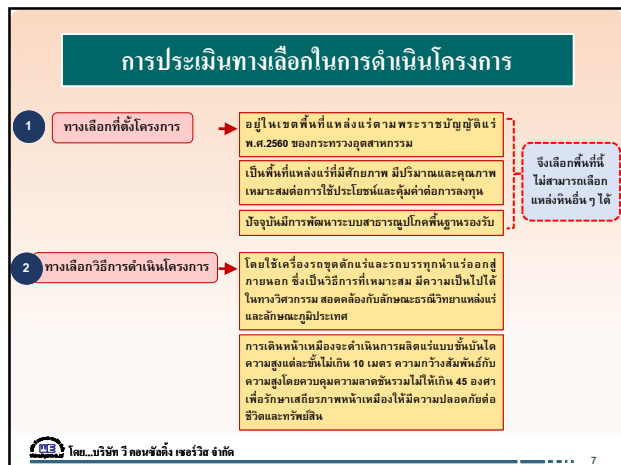 การประเมินทางเลือกในการดำเนินโครงการ
1
ทางเลือกที่ตั้งโครงการ
อยู่ในเขตพื้นที่แหล่งแร่ตามพระราชบัญญัติแร่
พ.ศ.2560 ของกระทรวงอุตสาหกรรม
เป็นพื้นที่แหล่งแร่ที่มีศักยภาพ มีปริมาณและคุณภาพ
เหมาะสมต่อการใช้ประโยชน์และคุ้มค่าต่อการลงทุน
ปัจจุบันมีการพัฒนาระบบสาธารณูปโภคพื้นฐานรองรับ
จึงเลือกพื้นที่นี้
ไม่สามารถเลือก
แหล่งหินอื่น ๆ ได้
2
ทางเลือกวิธีการดำเนินโครงการ
โดยใช้เครื่องรถขุดตักแร่และรถบรรทุกนำแร่ออกสู่
ภายนอก ซึ่งเป็นวิธีการที่เหมาะสม มีความเป็นไปได้
ในทางวิศวกรรม สอดคล้องกับลักษณะธรณีวิทยาแหล่งแร่
และลักษณะภูมิประเทศ
การเดินหน้าเหมืองจะดำเนินการผลิตแร่แบบขั้นบันได
ความสูงแต่ละชั้นไม่เกิน 10 เมตร ความกว้างสัมพันธ์กับ
ความสูงโดยควบคุมความลาดชันรวมไม่ให้เกิน 45 องศา
เพื่อรักษาเสถียรภาพหน้าเหมืองให้มีความปลอดภัยต่อ
ชีวิตและทรัพย์สิน
โดย...บริษัท วี คอนซัลติ้ง เซอร์วิส จำกัด
7